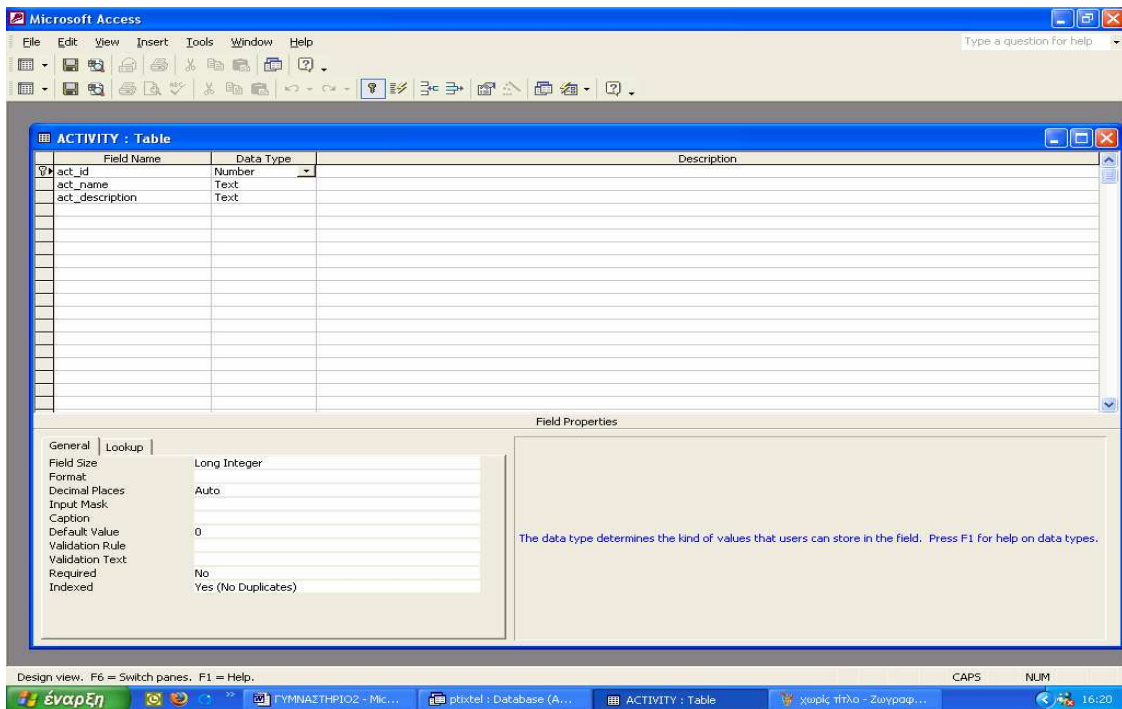 Microsoft Access
File Edit View Insert Tools Window Help Type a question for help
ACTIVITY : Table
Field Name Data Type Description
act_id Number
act_name Text
act_description Text
Field Properties
General Lookup
Field Size Long Integer
Format
Decimal Places Auto
Input Mask
Caption
Default Value 0
Validation Rule
Validation Text
Required No
Indexed Yes (No Duplicates)
The data type determines the kind of values that users can store in the field. Press F1 for help on data types.
Design view. F6 = Switch panes. F1 = Help. CAPS NUM
έναρξη ΓΥΜΝΑΣΤΗΡΙΟ2 - Mic... ptixtel : Database (A... ACTIVITY : Table χωρίς τίτλο - Ζωγραφ... 16:20